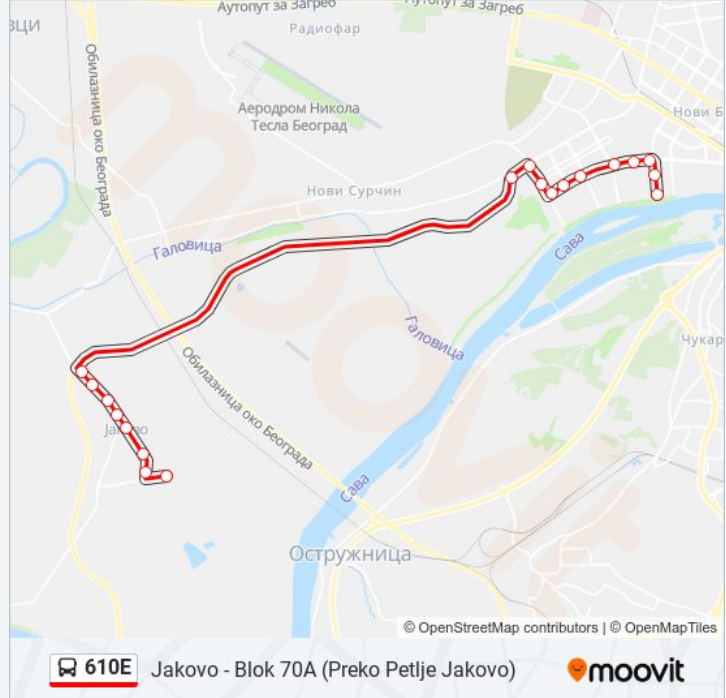 Аутопут за Загреб
Аутопут за Загреб
ВЦИ
Радиофар
Обилазница око Београда
Аеродром Никола
Тесла Београд
Нови Б
Нови Сурчин
Галовица
Сава
Галовица
Чукар
Обилазница око Београда
Јаково
Сава
Остружница
moovit
© OpenStreetMap contributors | © OpenMapTiles
610E
Jakovo - Blok 70A (Preko Petlje Jakovo)
moovit